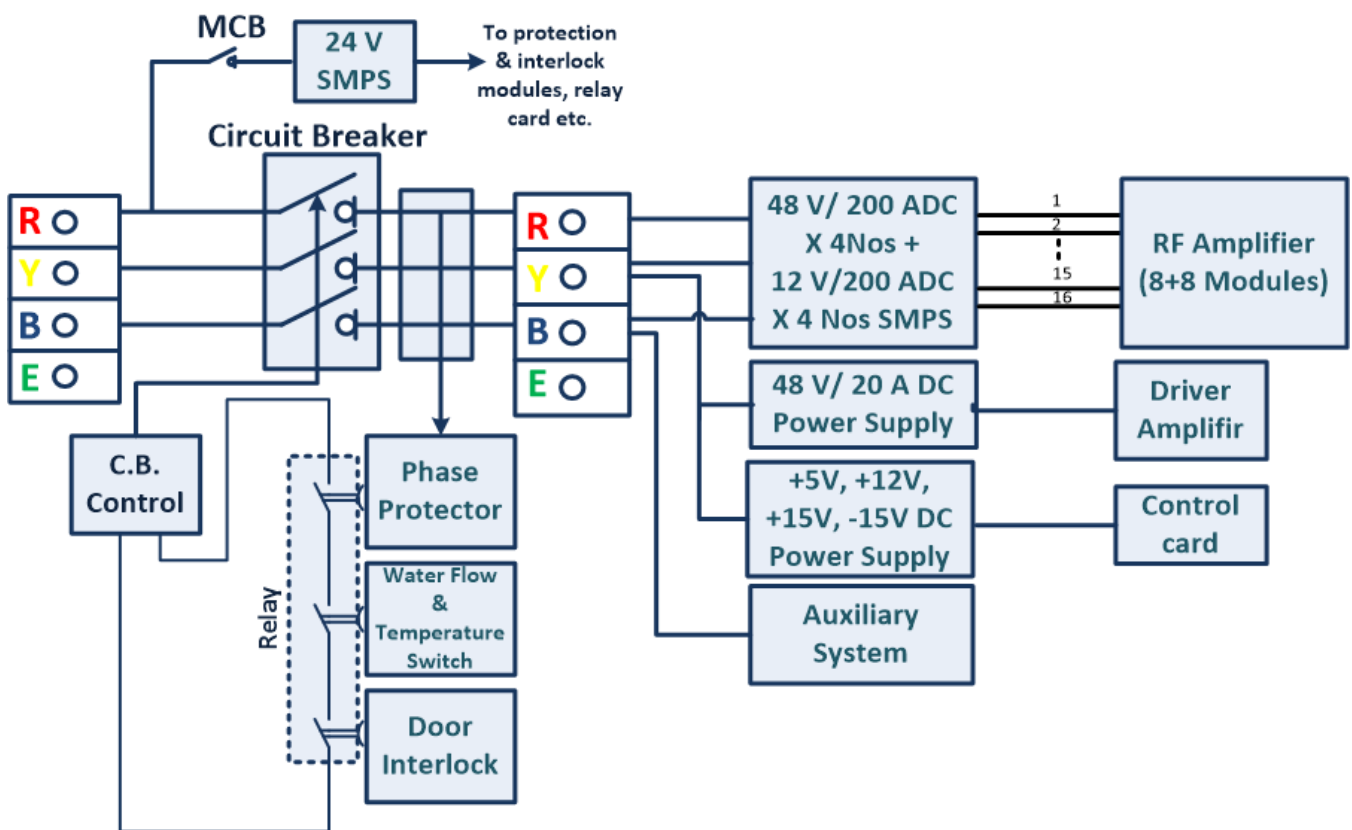 MCB
24 V
SMPS
To protection
& interlock
modules, relay
card etc.
Circuit Breaker
R
Y
B
E
R
Y
B
E
48 V/ 200 ADC
X 4Nos +
12 V/200 ADC
X 4 Nos SMPS
1
2
15
16
RF Amplifier
(8+8 Modules)
48 V/ 20 A DC
Power Supply
Driver
Amplifir
+5V, +12V,
+15V, -15V DC
Power Supply
Control
card
Auxiliary
System
C.B.
Control
Relay
Phase
Protector
Water Flow
&
Temperature
Switch
Door
Interlock